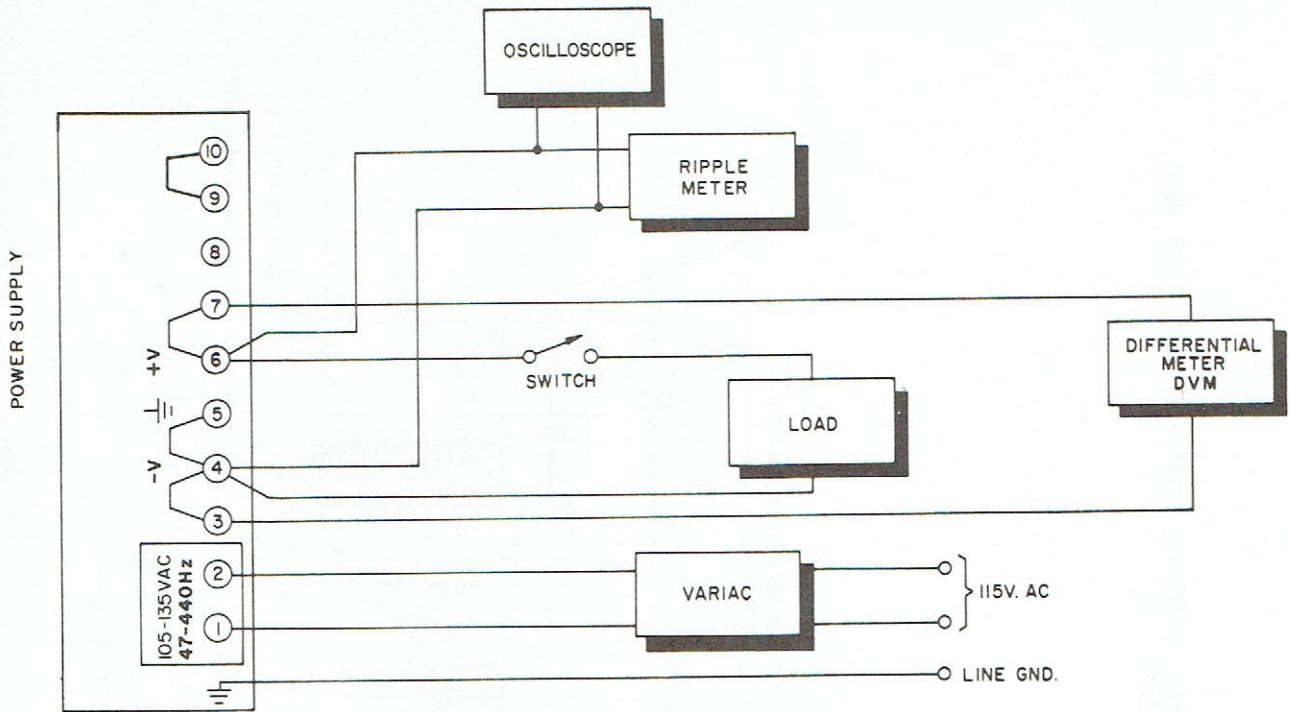 OSCILLOSCOPE
RIPPLE
METER
POWER SUPPLY
10
9
8
7
+V
6
5
-V
4
3
105-135VAC
47-440Hz
2
1
SWITCH
LOAD
DIFFERENTIAL
METER
DVM
VARIAC
115V. AC
LINE GND.